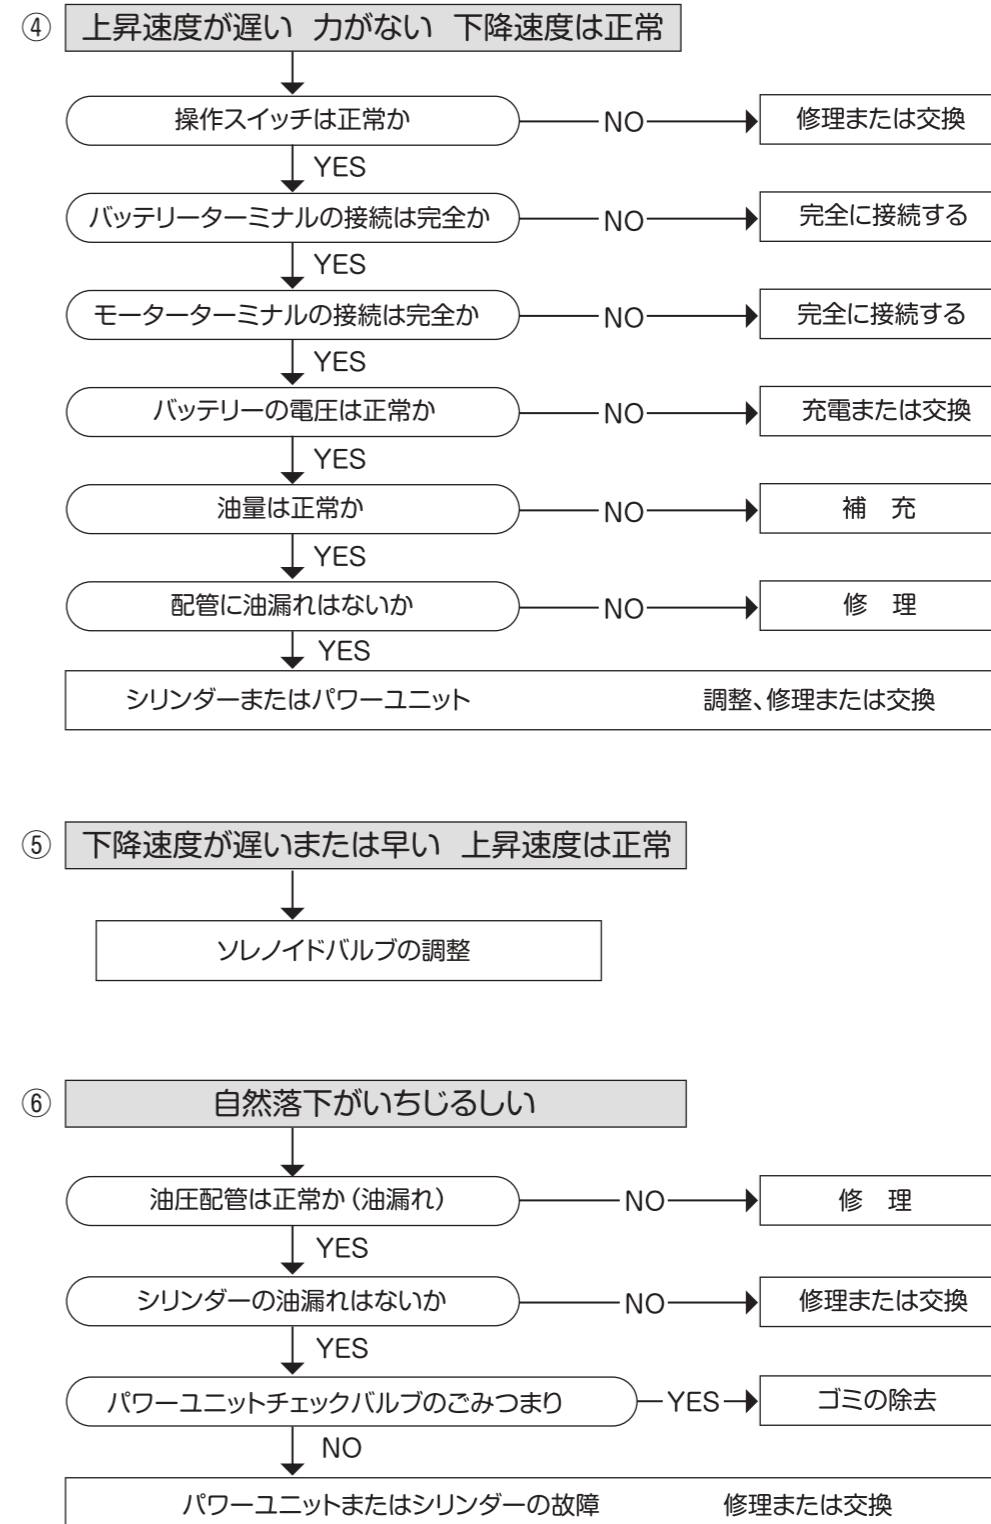 ④ 上昇速度が遅い 力がない 下降速度は正常
操作スイッチは正常か NO 修理または交換
YES
バッテリーターミナルの接続は完全か NO 完全に接続する
YES
モーターターミナルの接続は完全か NO 完全に接続する
YES
バッテリーの電圧は正常か NO 充電または交換
YES
油量は正常か NO 補 充
YES
配管に油漏れはないか NO 修 理
YES
シリンダーまたはパワーユニット 調整、修理または交換
⑤ 下降速度が遅いまたは早い 上昇速度は正常
ソレノイドバルブの調整
⑥ 自然落下がいちじるしい
油圧配管は正常か(油漏れ) NO 修 理
YES
シリンダーの油漏れはないか NO 修理または交換
YES
パワーユニットチェックバルブのごみつまり YES ゴミの除去
NO
パワーユニットまたはシリンダーの故障 修理または交換